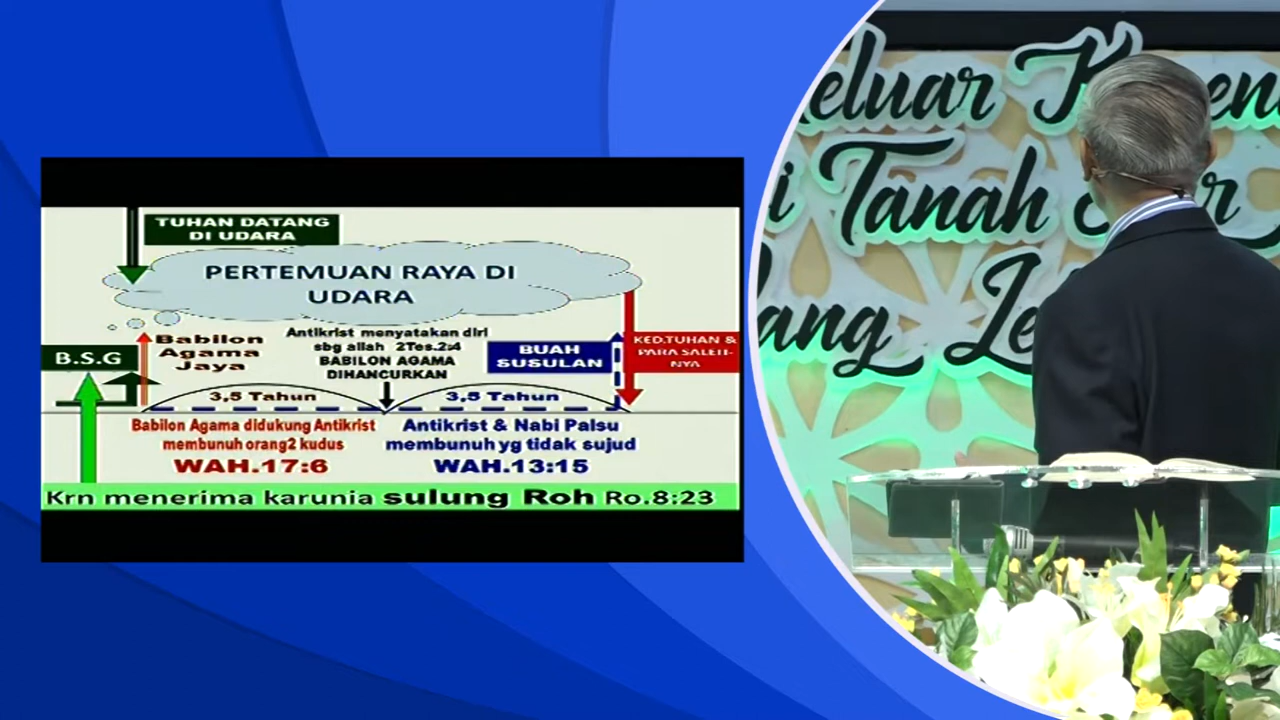 TUHAN DATANG
DI UDARA
PERTEMUAN RAYA DI
UDARA
B.S.G
Babilon
Agama
Jaya
Antikrist menyatakan diri
sbg allah 2Tes.2:4
BABILON AGAMA
DIHANCURKAN
BUAH
SUSULAN
KED.TUHAN &
PARA SALEH-
NYA
3,5 Tahun
3,5 Tahun
Babilon Agama didukung Antikrist
membunuh orang2 kudus
WAH.17:6
Antikrist & Nabi Palsu
membunuh yg tidak sujud
WAH.13:15
Krn menerima karunia sulung Roh Ro.8:23
eluar
Tanah